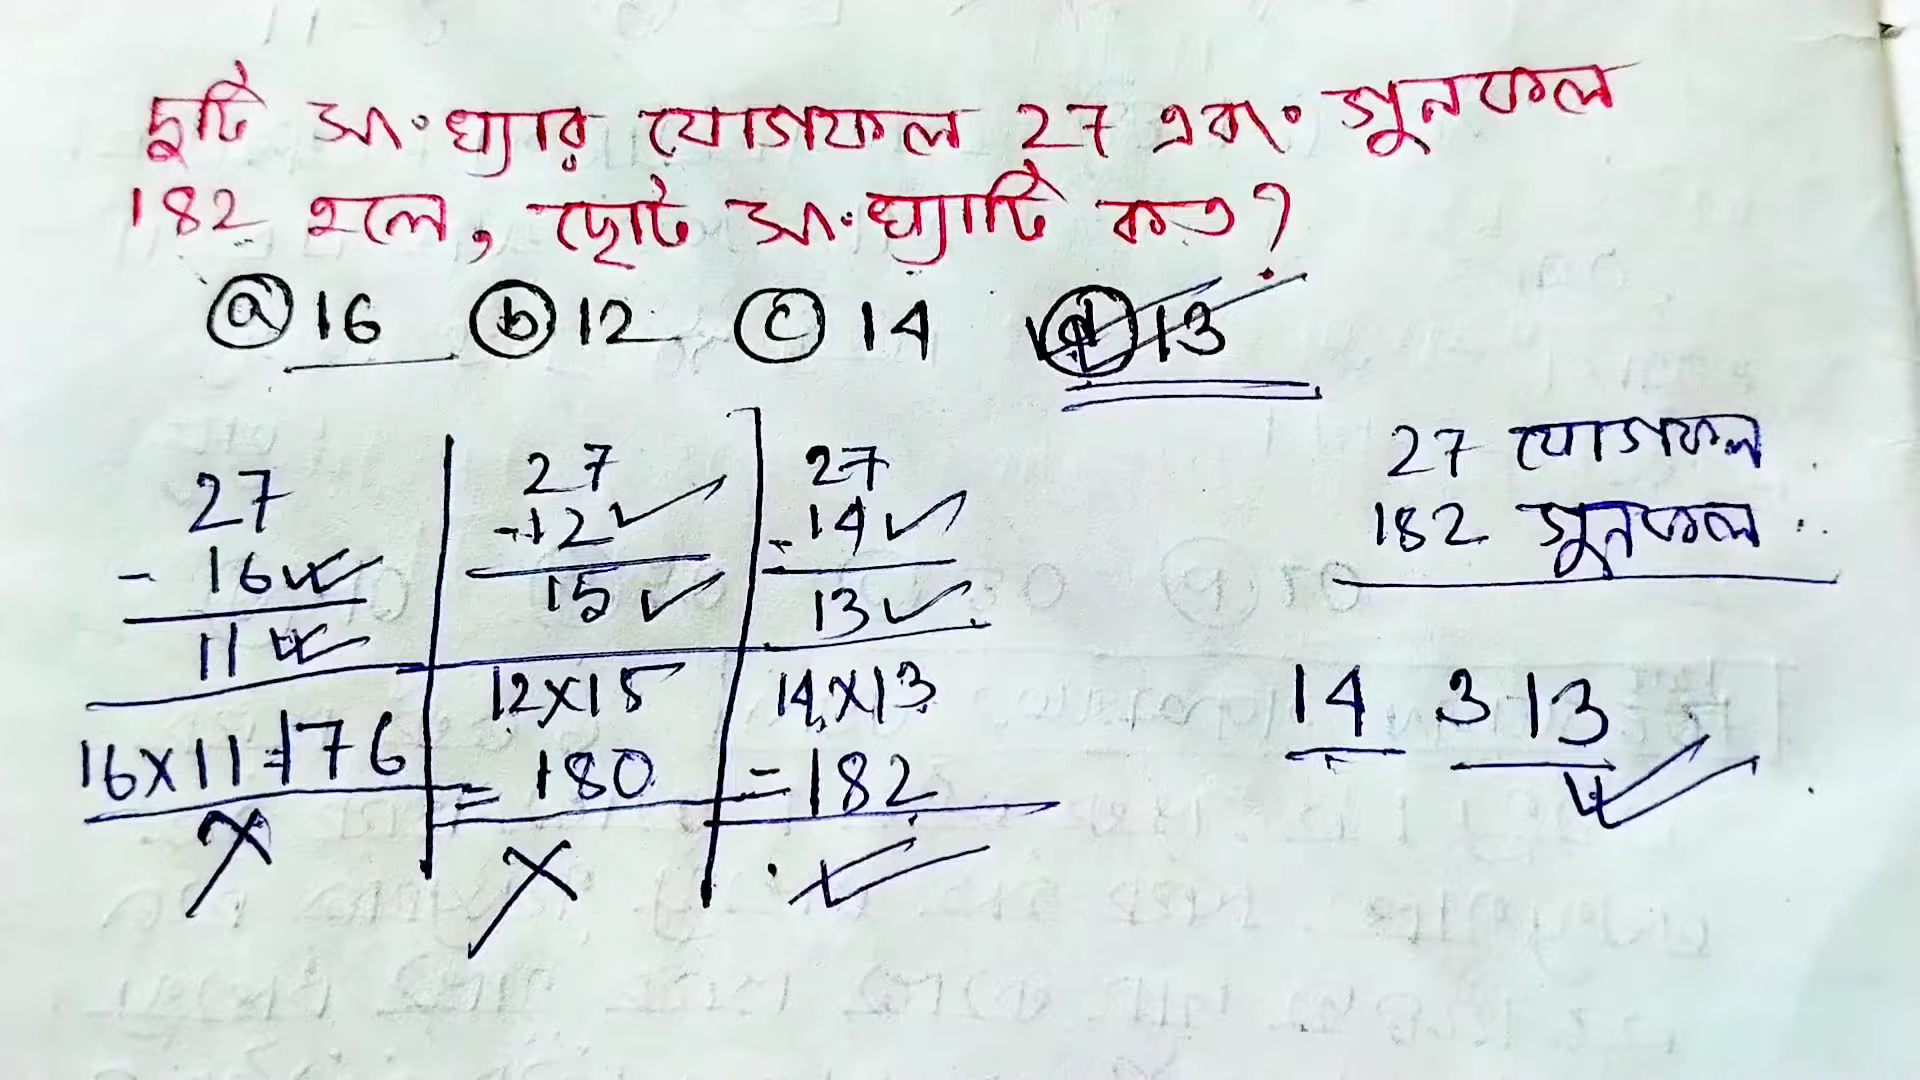 দুটি সংখ্যার যোগফল 27 এবং গুনফল
182 হলে, ছোট সংখ্যাটি কত?
ⓐ 16 ⓑ 12 ⓒ 14 ⓓ 13
27
- 16
11
16x11=176
27
-12
15
12x15
= 180
27
- 14
13
14x13
= 182
27 যোগফল
182 গুনফল
14 ও 13